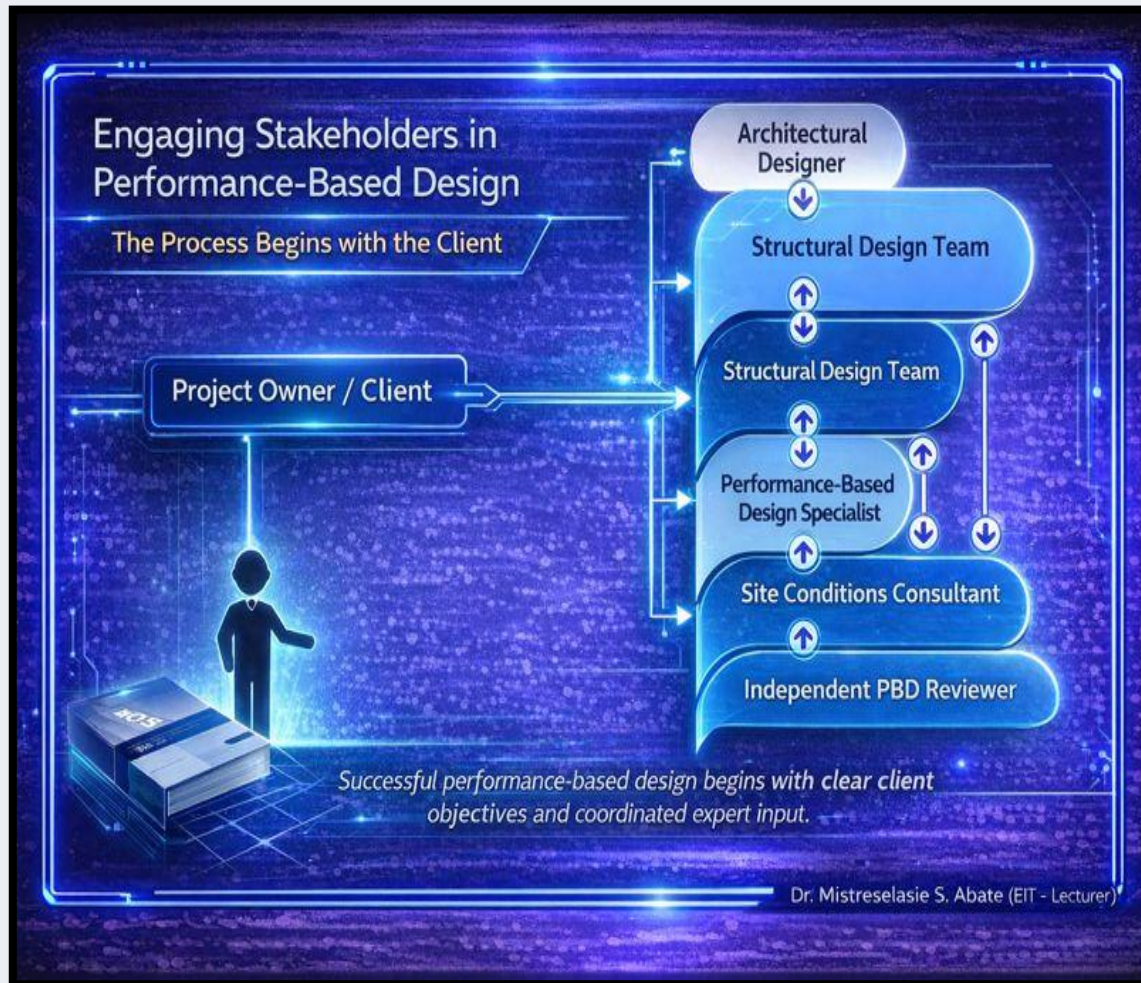 Engaging Stakeholders in
Performance-Based Design
The Process Begins with the Client
Project Owner / Client
Architectural
Designer
Structural Design Team
Structural Design Team
Performance-Based
Design Specialist
Site Conditions Consultant
Independent PBD Reviewer
Successful performance-based design begins with clear client
objectives and coordinated expert input.
Dr. Mistreselasie S. Abate (EIT - Lecturer)